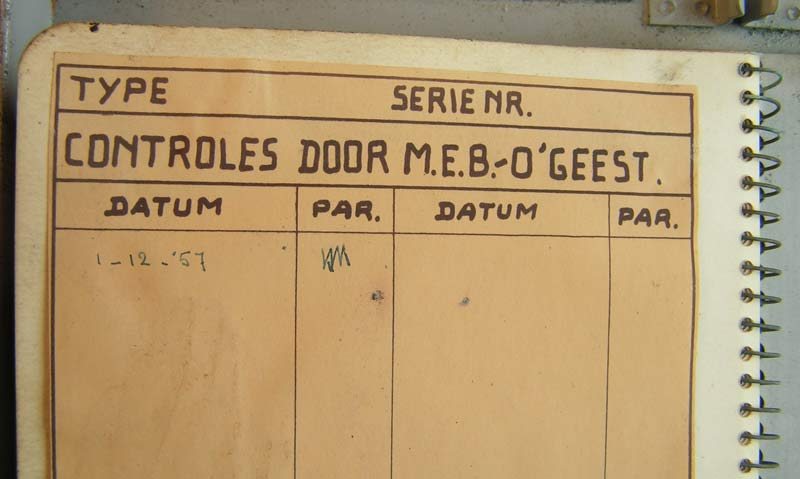 TYPE SERIE NR.
CONTROLES DOOR M.E.B.-O'GEEST.
DATUM PAR. DATUM PAR.
1-12-'57